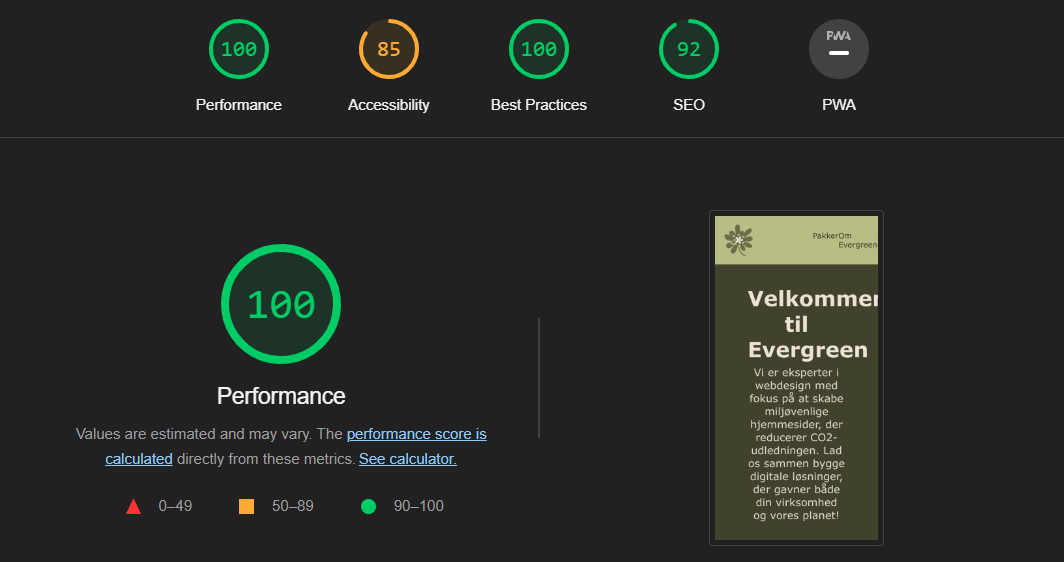 100 85 100 92 PWA
Performance Accessibility Best Practices SEO PWA
100
Performance
Values are estimated and may vary. The performance score is
calculated directly from these metrics. See calculator.
0–49 50–89 90–100
PakkerOm
Evergreen
Velkommer
til
Evergreen
Vi er eksperter i
webdesign med
fokus på at skabe
miljøvenlige
hjemmesider, der
reducerer CO2-
udledningen. Lad
os sammen bygge
digitale løsninger,
der gavner både
din virksomhed
og vores planet!